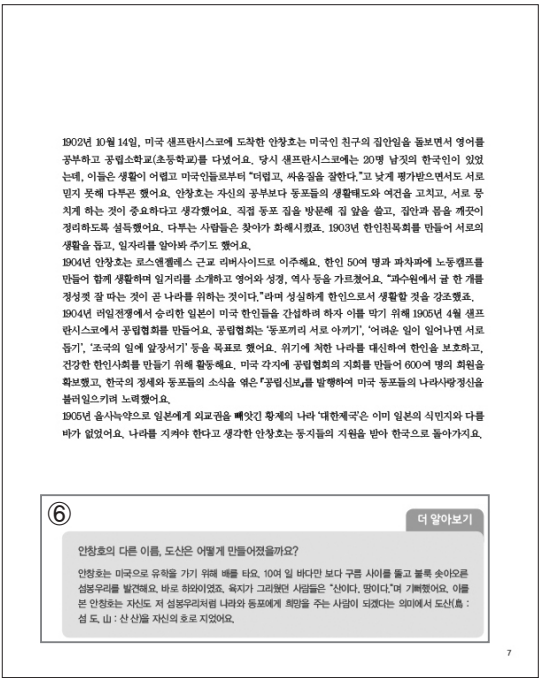 1902년 10월 14일, 미국 샌프란시스코에 도착한 안창호는 미국인 친구의 집안일을 돌보면서 영어를
공부하고 공립소학교(초등학교)를 다녔어요. 당시 샌프란시스코에는 20명 남짓의 한국인이 있었
는데, 이들은 생활이 어렵고 미국인들로부터 “더럽고, 싸움질을 잘한다.”고 낮게 평가받으면서도 서로
믿지 못해 다투곤 했어요. 안창호는 자신의 공부보다 동포들의 생활태도와 여건을 고치고, 서로 뭉
치게 하는 것이 중요하다고 생각했어요. 직접 동포 집을 방문해 집 앞을 쓸고, 집안과 몸을 깨끗이
정리하도록 설득했어요. 다투는 사람들은 찾아가 화해시켰죠. 1903년 한인친목회를 만들어 서로의
생활을 돕고, 일자리를 알아봐 주기도 했어요.
1904년 안창호는 로스앤젤레스 근교 리버사이드로 이주해요. 한인 50여 명과 파차파에 노동캠프를
만들어 함께 생활하며 일거리를 소개하고 영어와 성경, 역사 등을 가르쳤어요. “과수원에서 귤 한 개를
정성껏 잘 따는 것이 곧 나라를 위하는 것이다.”라며 성실하게 한인으로서 생활할 것을 강조했죠.
1904년 러일전쟁에서 승리한 일본이 미국 한인들을 간섭하려 하자 이를 막기 위해 1905년 4월 샌프
란시스코에서 공립협회를 만들어요. 공립협회는 ‘동포끼리 서로 아끼기’, ‘어려운 일이 일어나면 서로
돕기’, ‘조국의 일에 앞장서기’ 등을 목표로 했어요. 위기에 처한 나라를 대신하여 한인을 보호하고,
건강한 한인사회를 만들기 위해 활동해요. 미국 각지에 공립협회의 지회를 만들어 600여 명의 회원을
확보했고, 한국의 정세와 동포들의 소식을 엮은『공립신보』를 발행하여 미국 동포들의 나라사랑정신을
불러일으키려 노력했어요.
1905년 을사늑약으로 일본에게 외교권을 빼앗긴 황제의 나라 ‘대한제국’은 이미 일본의 식민지와 다를
바가 없었어요. 나라를 지켜야 한다고 생각한 안창호는 동지들의 지원을 받아 한국으로 돌아가지요.
⑥
더 알아보기
안창호의 다른 이름, 도산은 어떻게 만들어졌을까요?
안창호는 미국으로 유학을 가기 위해 배를 타요. 10여 일 바다만 보다 구름 사이를 뚫고 불룩 솟아오른
섬봉우리를 발견해요. 바로 하와이였죠. 육지가 그리웠던 사람들은 “산이다. 땅이다.”며 기뻐했어요. 이를
본 안창호는 자신도 저 섬봉우리처럼 나라와 동포에게 희망을 주는 사람이 되겠다는 의미에서 도산(島 :
섬 도, 山 : 산 산)을 자신의 호로 지었어요.
7